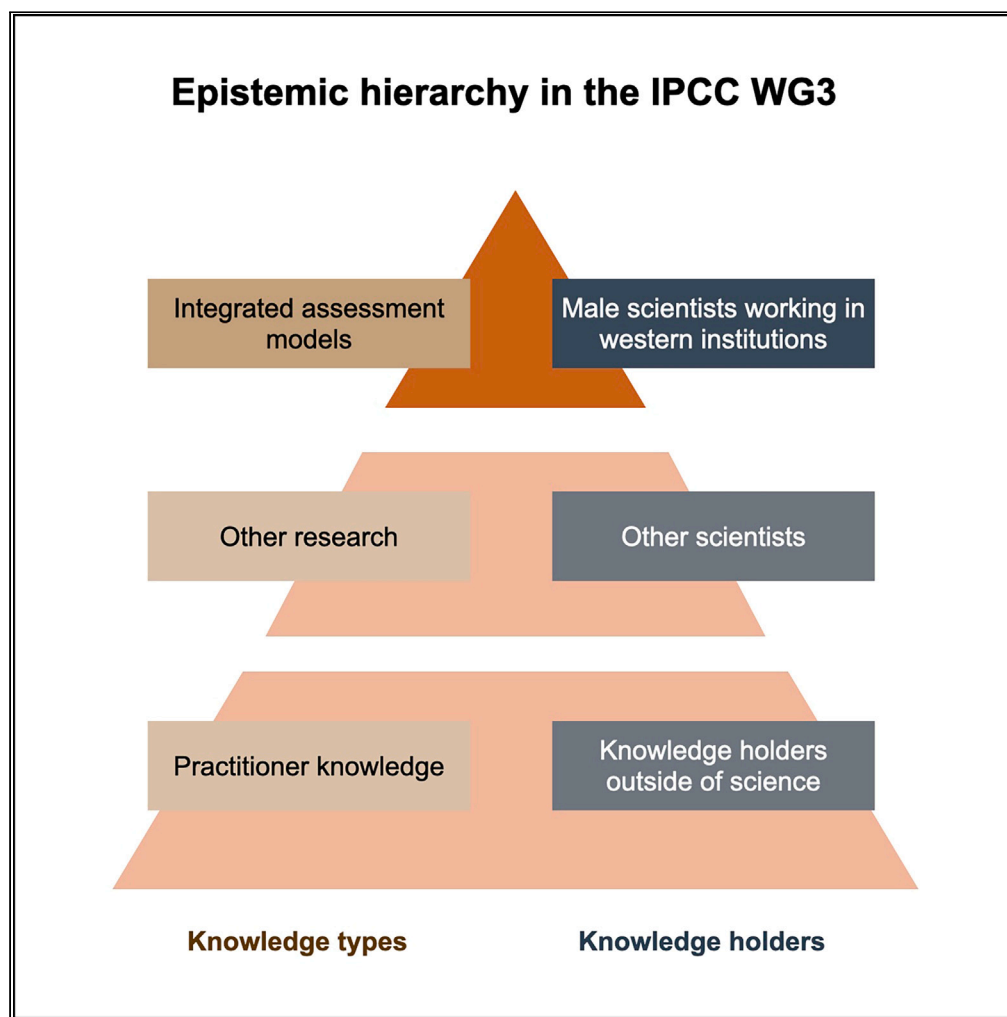 Epistemic hierarchy in the IPCC WG3
Integrated assessment
models
Male scientists working in
western institutions
Other research
Other scientists
Practitioner knowledge
Knowledge holders
outside of science
Knowledge types
Knowledge holders